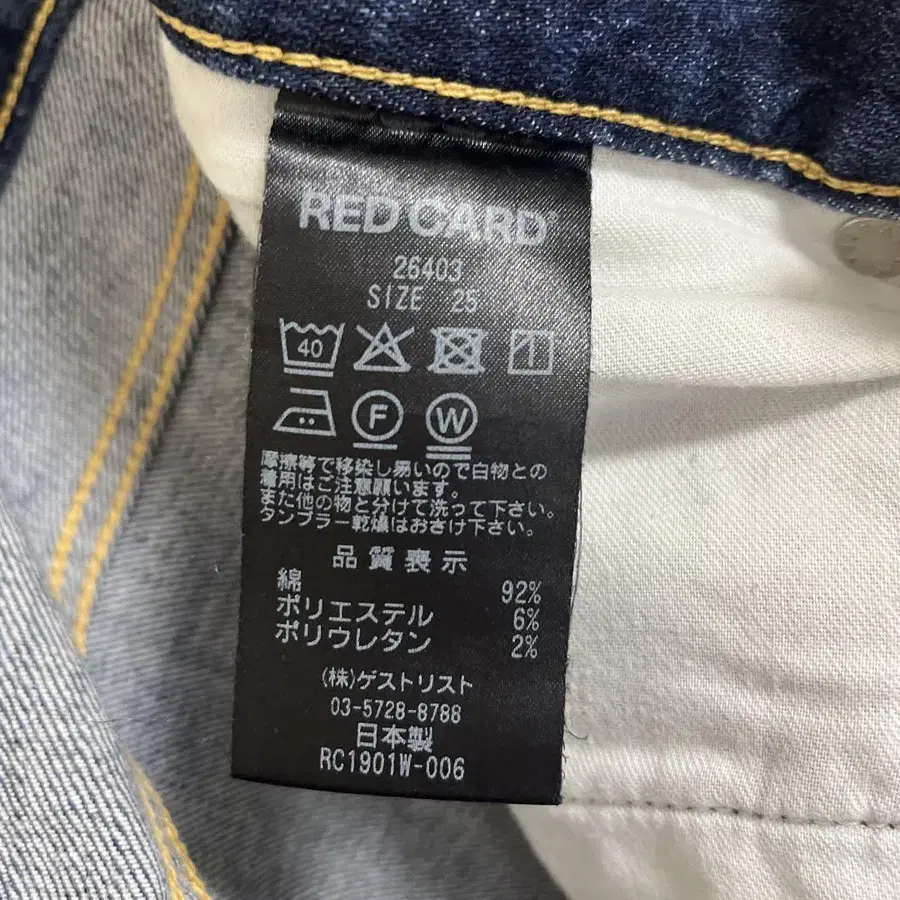 RED CARD®
26403
SIZE 25
40
F W
摩擦等で移染し易いので白物との
着用はご注意願います。
また他の物と分けて洗って下さい。
タンブラー乾燥はおさけ下さい。
品質表示
綿 92%
ポリエステル 6%
ポリウレタン 2%
(株)ゲストリスト
03-5728-8788
日本製
RC1901W-006